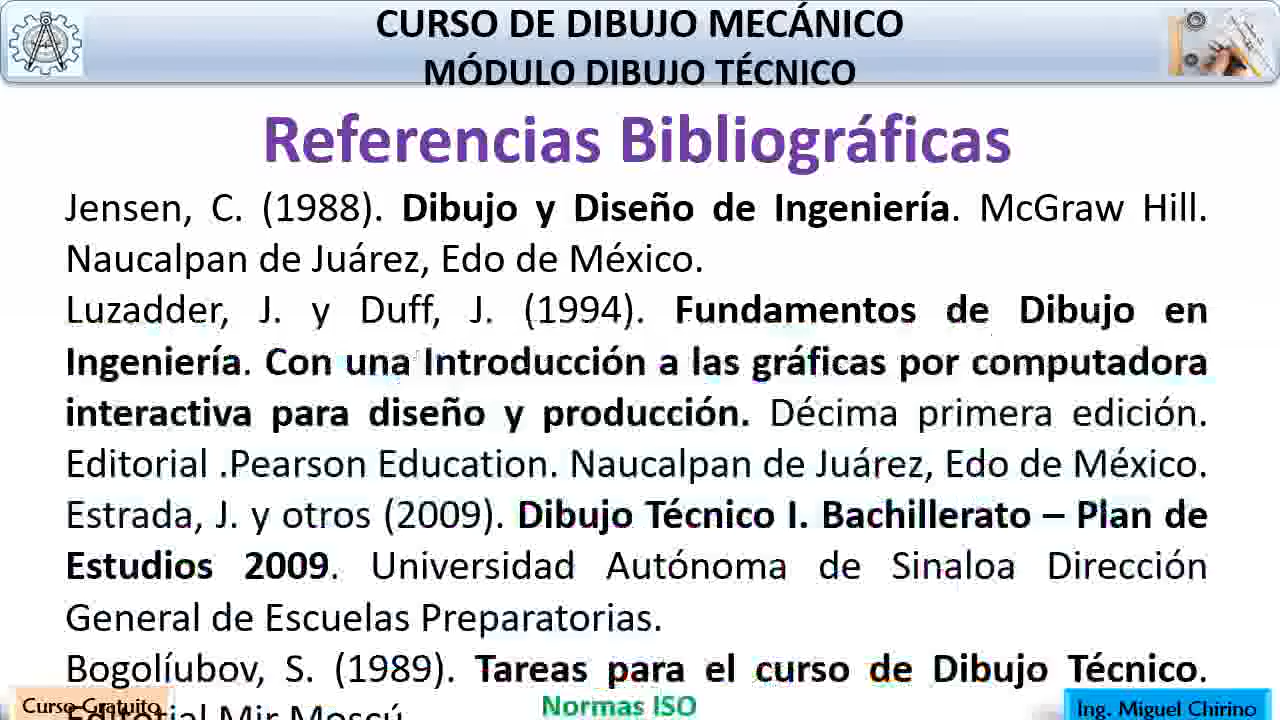 CURSO DE DIBUJO MECÁNICO
MÓDULO DIBUJO TÉCNICO
Referencias Bibliográficas
Jensen, C. (1988). Dibujo y Diseño de Ingeniería. McGraw Hill.
Naucalpan de Juárez, Edo de México.
Luzadder, J. y Duff, J. (1994). Fundamentos de Dibujo en
Ingeniería. Con una Introducción a las gráficas por computadora
interactiva para diseño y producción. Décima primera edición.
Editorial .Pearson Education. Naucalpan de Juárez, Edo de México.
Estrada, J. y otros (2009). Dibujo Técnico I. Bachillerato – Plan de
Estudios 2009. Universidad Autónoma de Sinaloa Dirección
General de Escuelas Preparatorias.
Bogolíubov, S. (1989). Tareas para el curso de Dibujo Técnico.
Editorial Mir Moscú.
Curso Gratuito
Normas ISO
Ing. Miguel Chirino